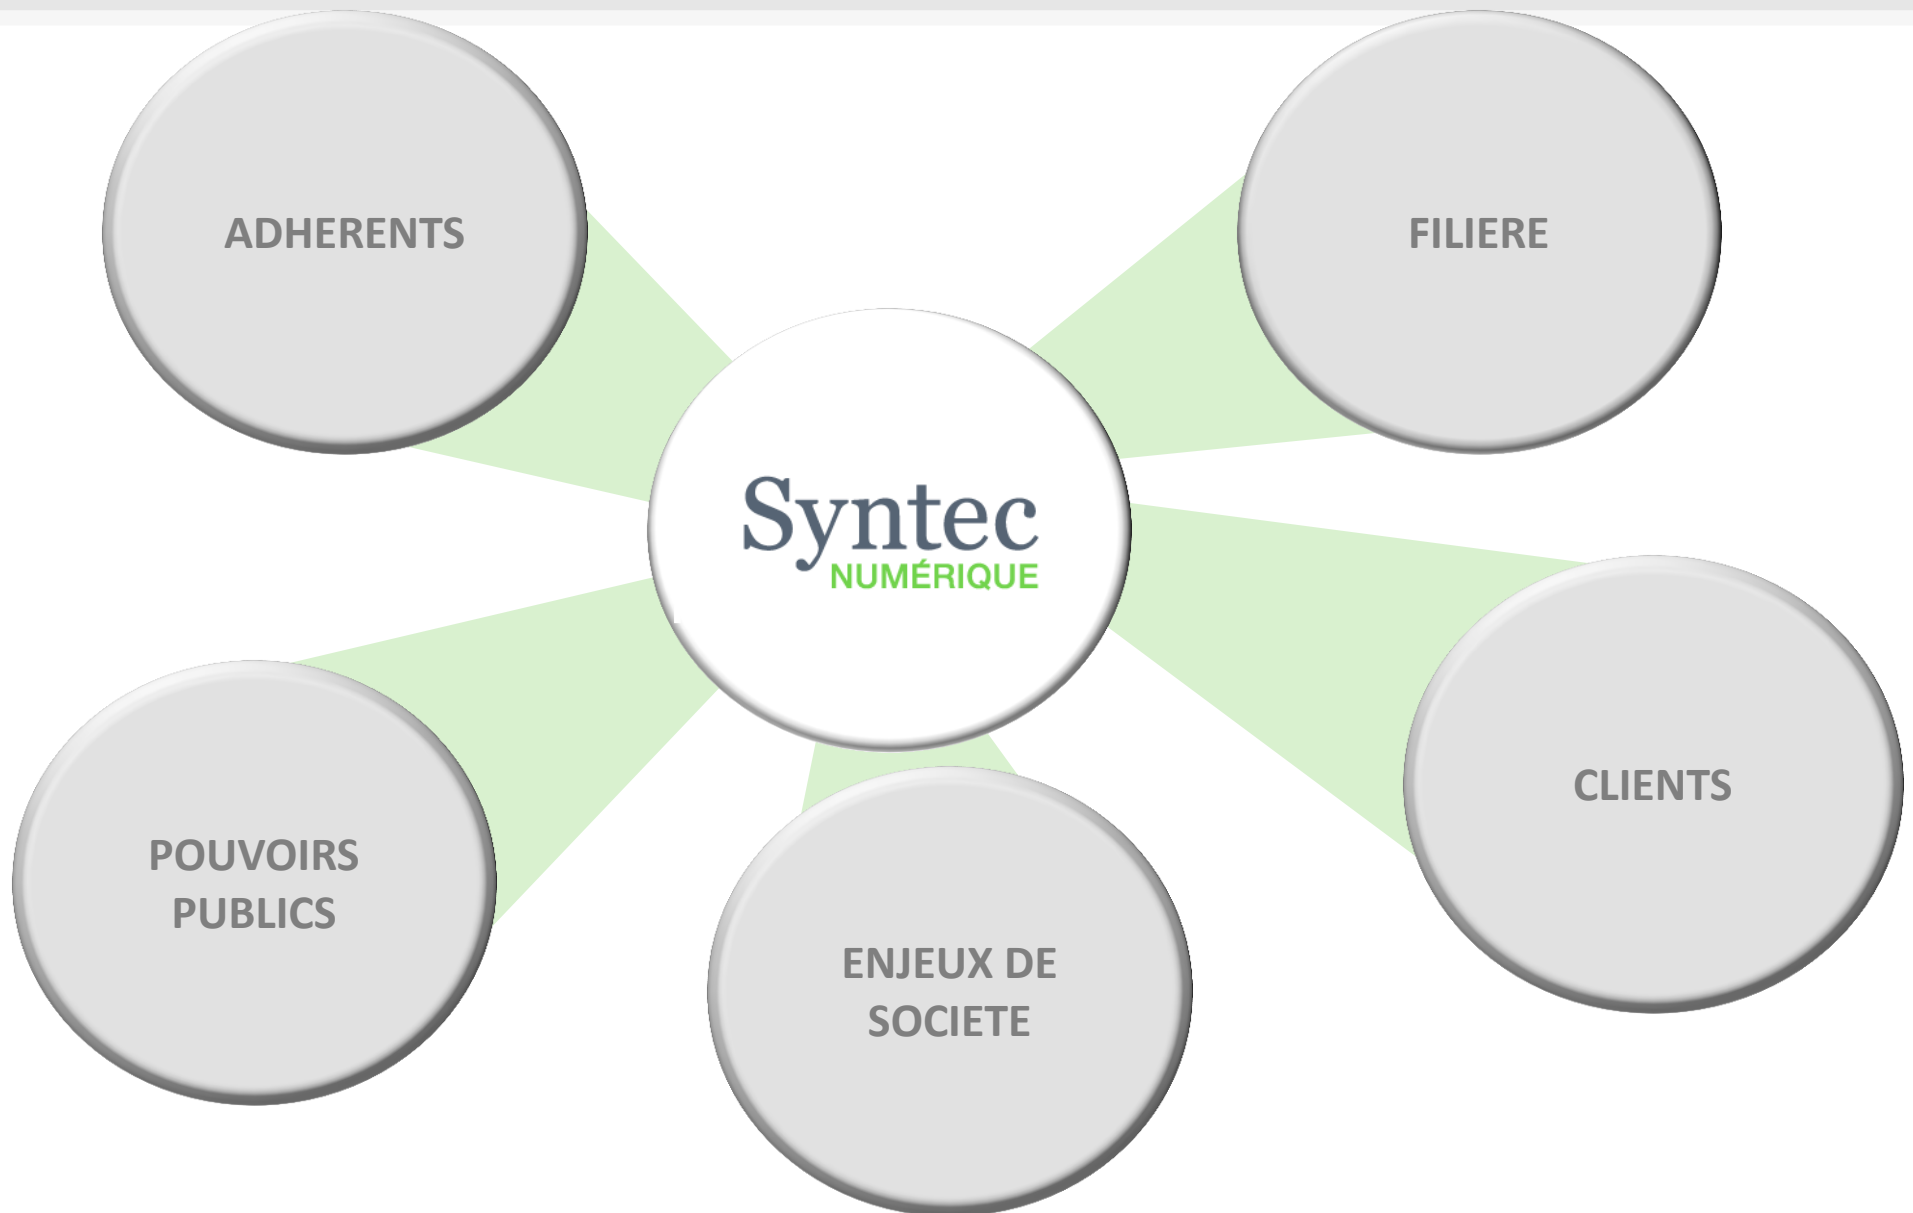 ADHERENTS
FILIERE
Syntec
NUMÉRIQUE
CLIENTS
POUVOIRS
PUBLICS
ENJEUX DE
SOCIETE